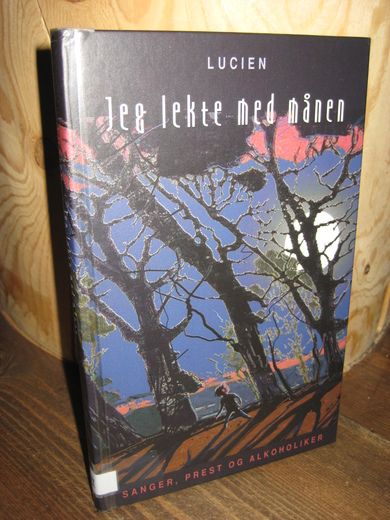 LUCIEN
Jeg lekte med månen
SANGER, PREST OG ALKOHOLIKER